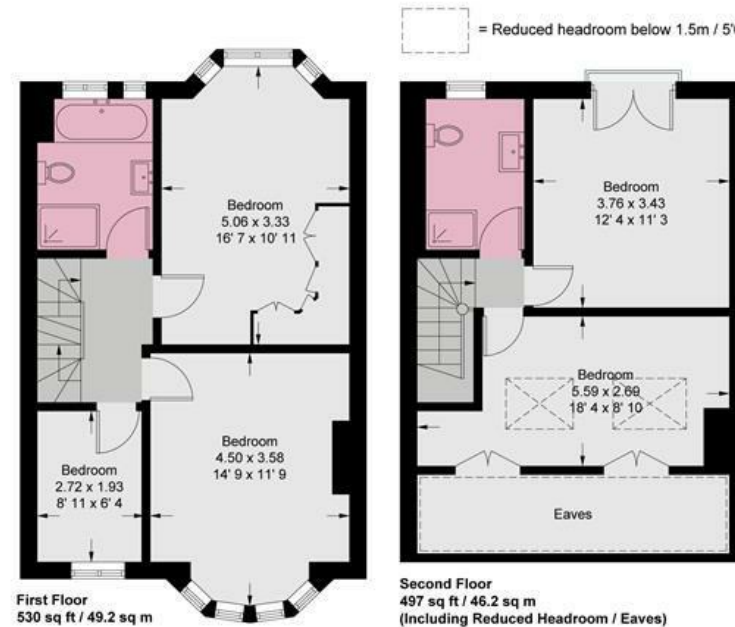 = Reduced headroom below 1.5m / 5'0
Bedroom
5.06 x 3.33
16' 7 x 10' 11
Bedroom
4.50 x 3.58
14' 9 x 11' 9
Bedroom
2.72 x 1.93
8' 11 x 6' 4
First Floor
530 sq ft / 49.2 sq m
Bedroom
3.76 x 3.43
12' 4 x 11' 3
Bedroom
5.59 x 2.69
18' 4 x 8' 10
Eaves
Second Floor
497 sq ft / 46.2 sq m
(Including Reduced Headroom / Eaves)